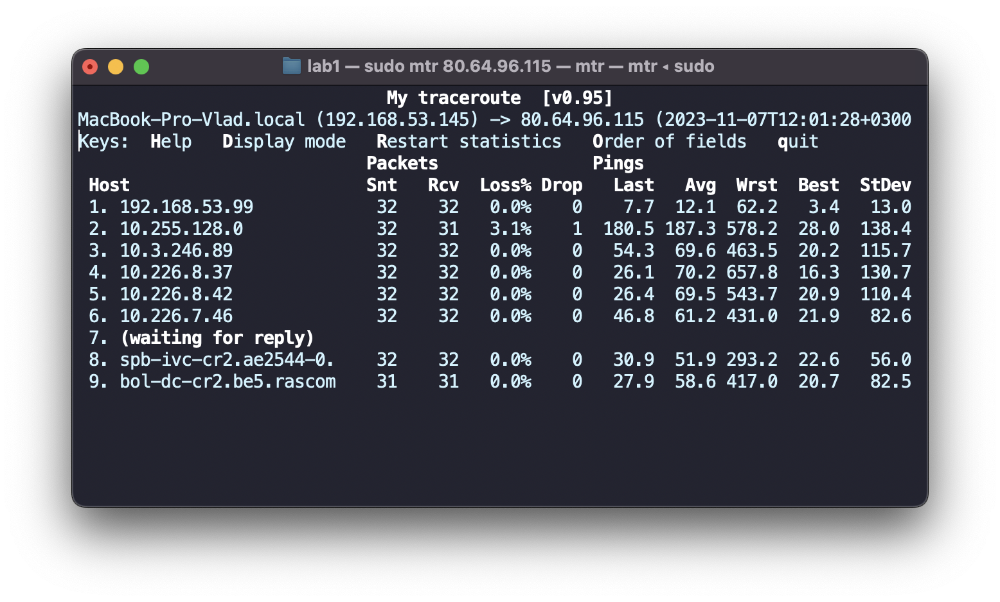 lab1 — sudo mtr 80.64.96.115 — mtr — mtr ◂ sudo
My traceroute [v0.95]
MacBook-Pro-Vlad.local (192.168.53.145) -> 80.64.96.115 (2023-11-07T12:01:28+0300
Keys: Help Display mode Restart statistics Order of fields quit
Packets Pings
Host Snt Rcv Loss% Drop Last Avg Wrst Best StDev
1. 192.168.53.99 32 32 0.0% 0 7.7 12.1 62.2 3.4 13.0
2. 10.255.128.0 32 31 3.1% 1 180.5 187.3 578.2 28.0 138.4
3. 10.3.246.89 32 32 0.0% 0 54.3 69.6 463.5 20.2 115.7
4. 10.226.8.37 32 32 0.0% 0 26.1 70.2 657.8 16.3 130.7
5. 10.226.8.42 32 32 0.0% 0 26.4 69.5 543.7 20.9 110.4
6. 10.226.7.46 32 32 0.0% 0 46.8 61.2 431.0 21.9 82.6
7. (waiting for reply)
8. spb-ivc-cr2.ae2544-0. 32 32 0.0% 0 30.9 51.9 293.2 22.6 56.0
9. bol-dc-cr2.be5.rascom 31 31 0.0% 0 27.9 58.6 417.0 20.7 82.5